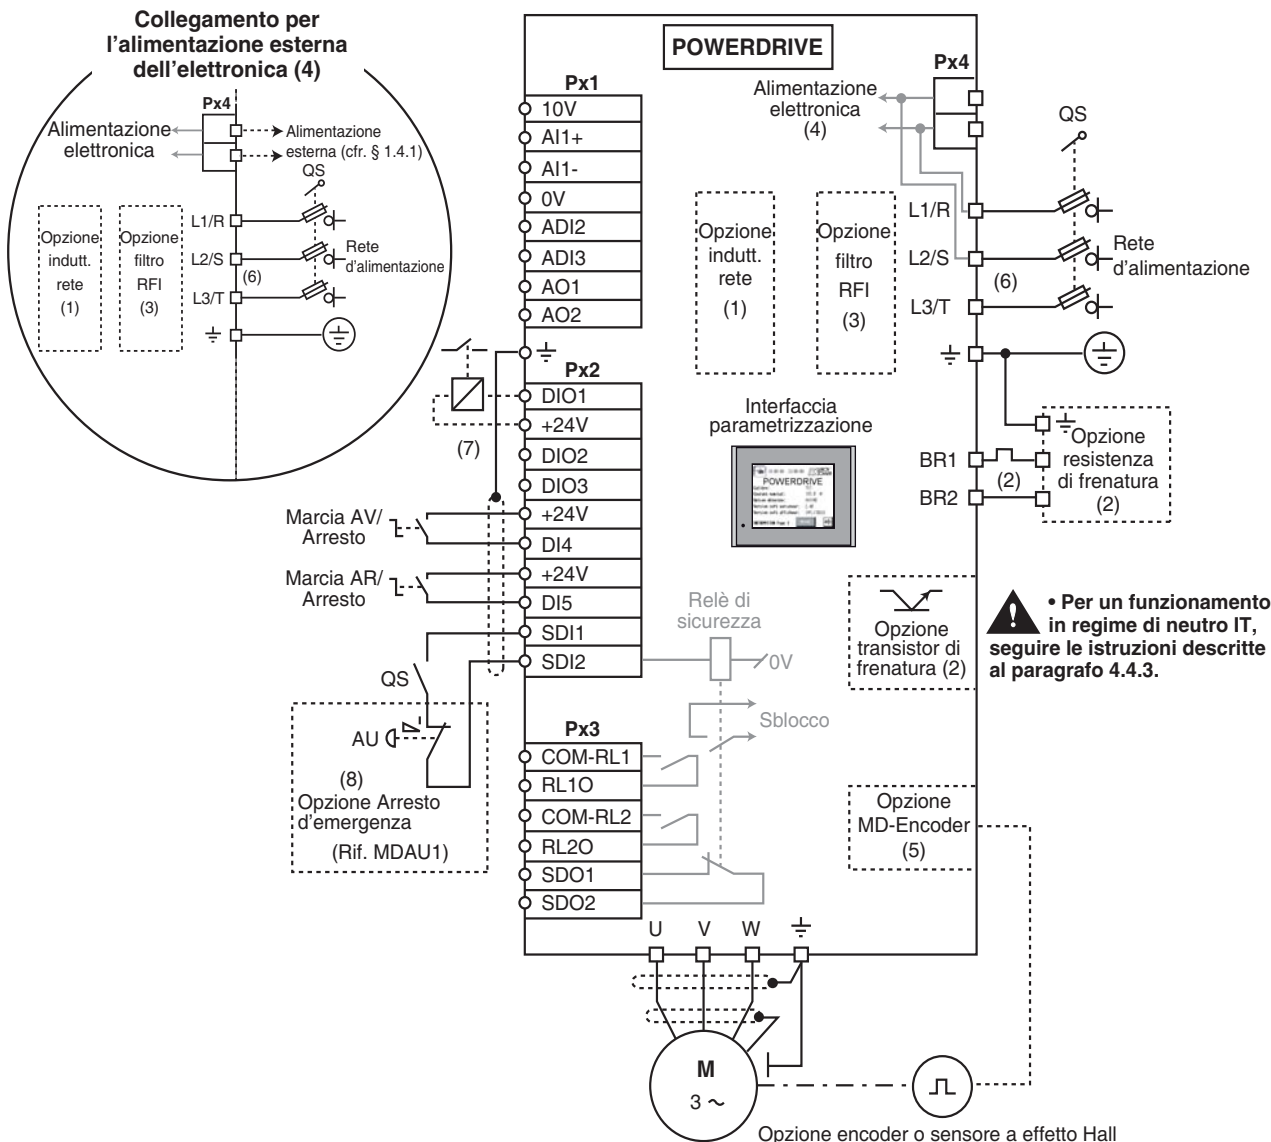 Collegamento per
l'alimentazione esterna
dell'elettronica (4)
Px4
Alimentazione
elettronica
Alimentazione
esterna (cfr. § 1.4.1)
QS
L1/R
L2/S
L3/T
(6)
Rete
d'alimentazione
Opzione
indutt.
rete
(1)
Opzione
filtro
RFI
(3)
POWERDRIVE
Px1
10V
AI1+
AI1-
0V
ADI2
ADI3
AO1
AO2
Px2
DIO1
+24V
DIO2
DIO3
+24V
DI4
+24V
DI5
SDI1
SDI2
(7)
Marcia AV/
Arresto
Marcia AR/
Arresto
QS
AU
(8)
Opzione Arresto
d'emergenza
(Rif. MDAU1)
Px3
COM-RL1
RL1O
COM-RL2
RL2O
SDO1
SDO2
Alimentazione
elettronica
(4)
Px4
QS
Opzione
indutt.
rete
(1)
Opzione
filtro
RFI
(3)
L1/R
L2/S
L3/T
(6)
Rete
d'alimentazione
Interfaccia
parametrizzazione
POWERDRIVE
BR1
BR2
(2)
Opzione
resistenza
di frenatura
(2)
Relè di
sicurezza
0V
Sblocco
Opzione
transistor di
frenatura (2)
• Per un funzionamento
in regime di neutro IT,
seguire le istruzioni descritte
al paragrafo 4.4.3.
Opzione
MD-Encoder
(5)
U V W
M
3 ~
Opzione encoder o sensore a effetto Hall